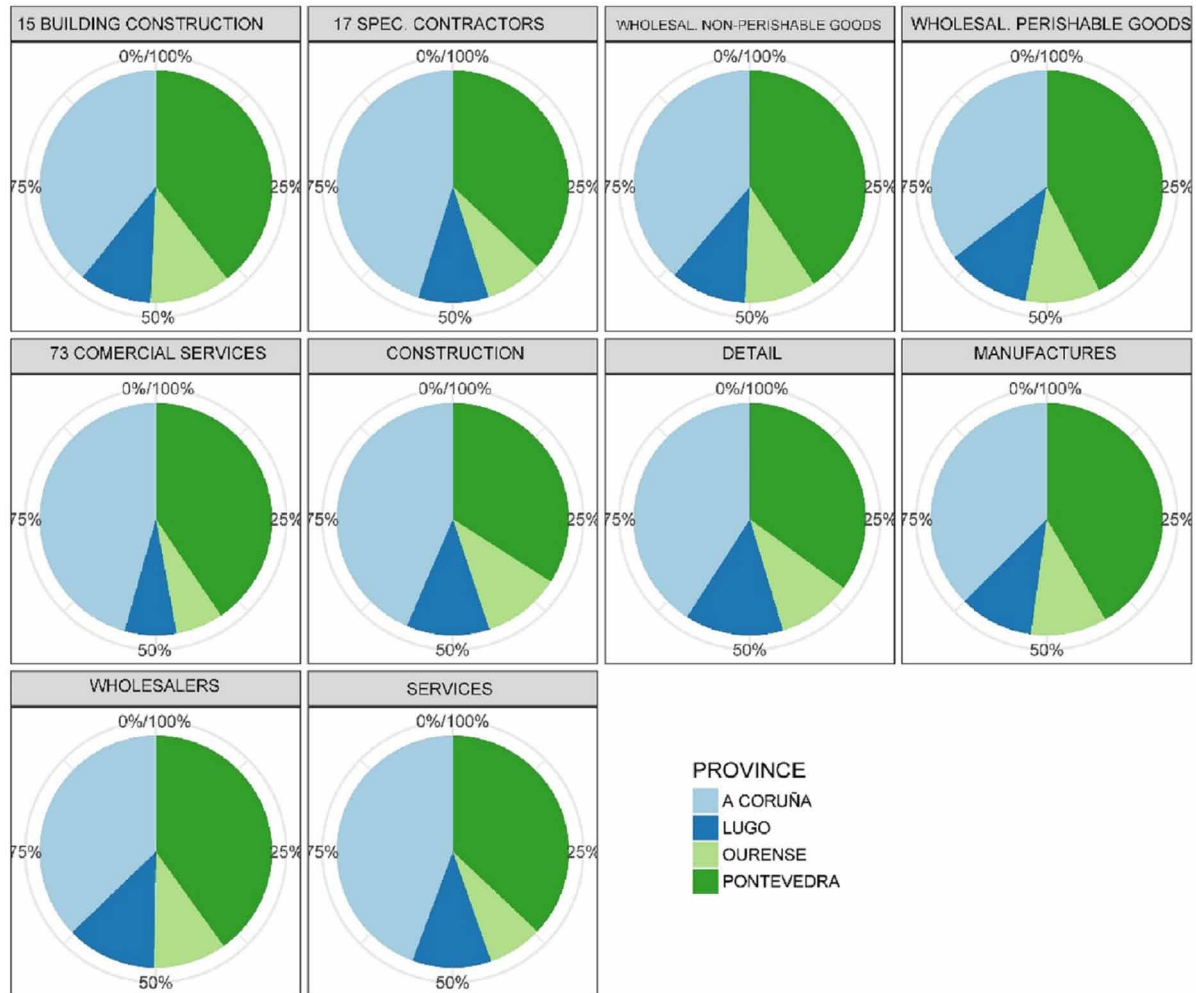 15 BUILDING CONSTRUCTION
0%/100%
75%
25%
50%
17 SPEC. CONTRACTORS
0%/100%
75%
25%
50%
WHOLESAL. NON-PERISHABLE GOODS
0%/100%
75%
25%
50%
WHOLESAL. PERISHABLE GOODS
0%/100%
75%
25%
50%
73 COMERCIAL SERVICES
0%/100%
75%
25%
50%
CONSTRUCTION
0%/100%
75%
25%
50%
DETAIL
0%/100%
75%
25%
50%
MANUFACTURES
0%/100%
75%
25%
50%
WHOLESALERS
0%/100%
75%
25%
50%
SERVICES
0%/100%
75%
25%
50%
PROVINCE
A CORUÑA
LUGO
OURENSE
PONTEVEDRA